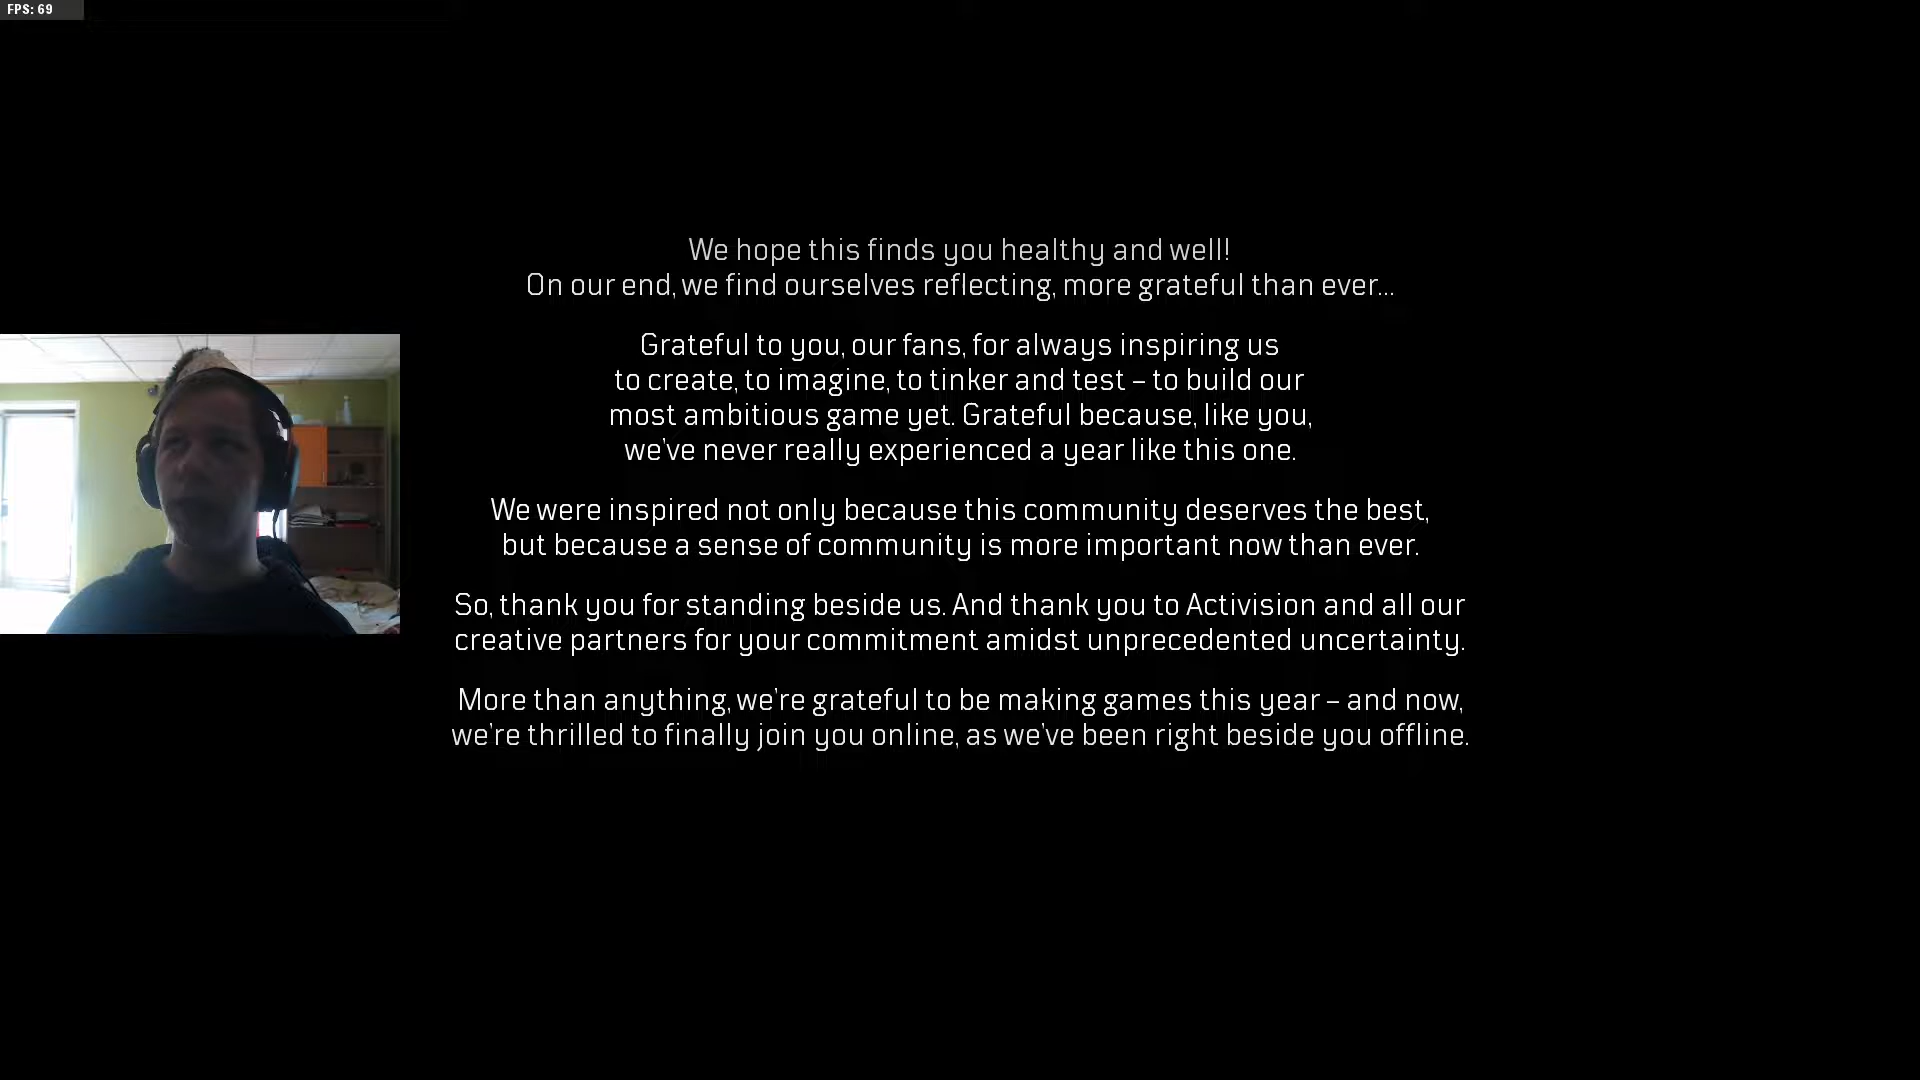 FPS: 69
We hope this finds you healthy and well!
On our end, we find ourselves reflecting, more grateful than ever...
Grateful to you, our fans, for always inspiring us
to create, to imagine, to tinker and test – to build our
most ambitious game yet. Grateful because, like you,
we've never really experienced a year like this one.
We were inspired not only because this community deserves the best,
but because a sense of community is more important now than ever.
So, thank you for standing beside us. And thank you to Activision and all our
creative partners for your commitment amidst unprecedented uncertainty.
More than anything, we're grateful to be making games this year – and now,
we're thrilled to finally join you online, as we've been right beside you offline.